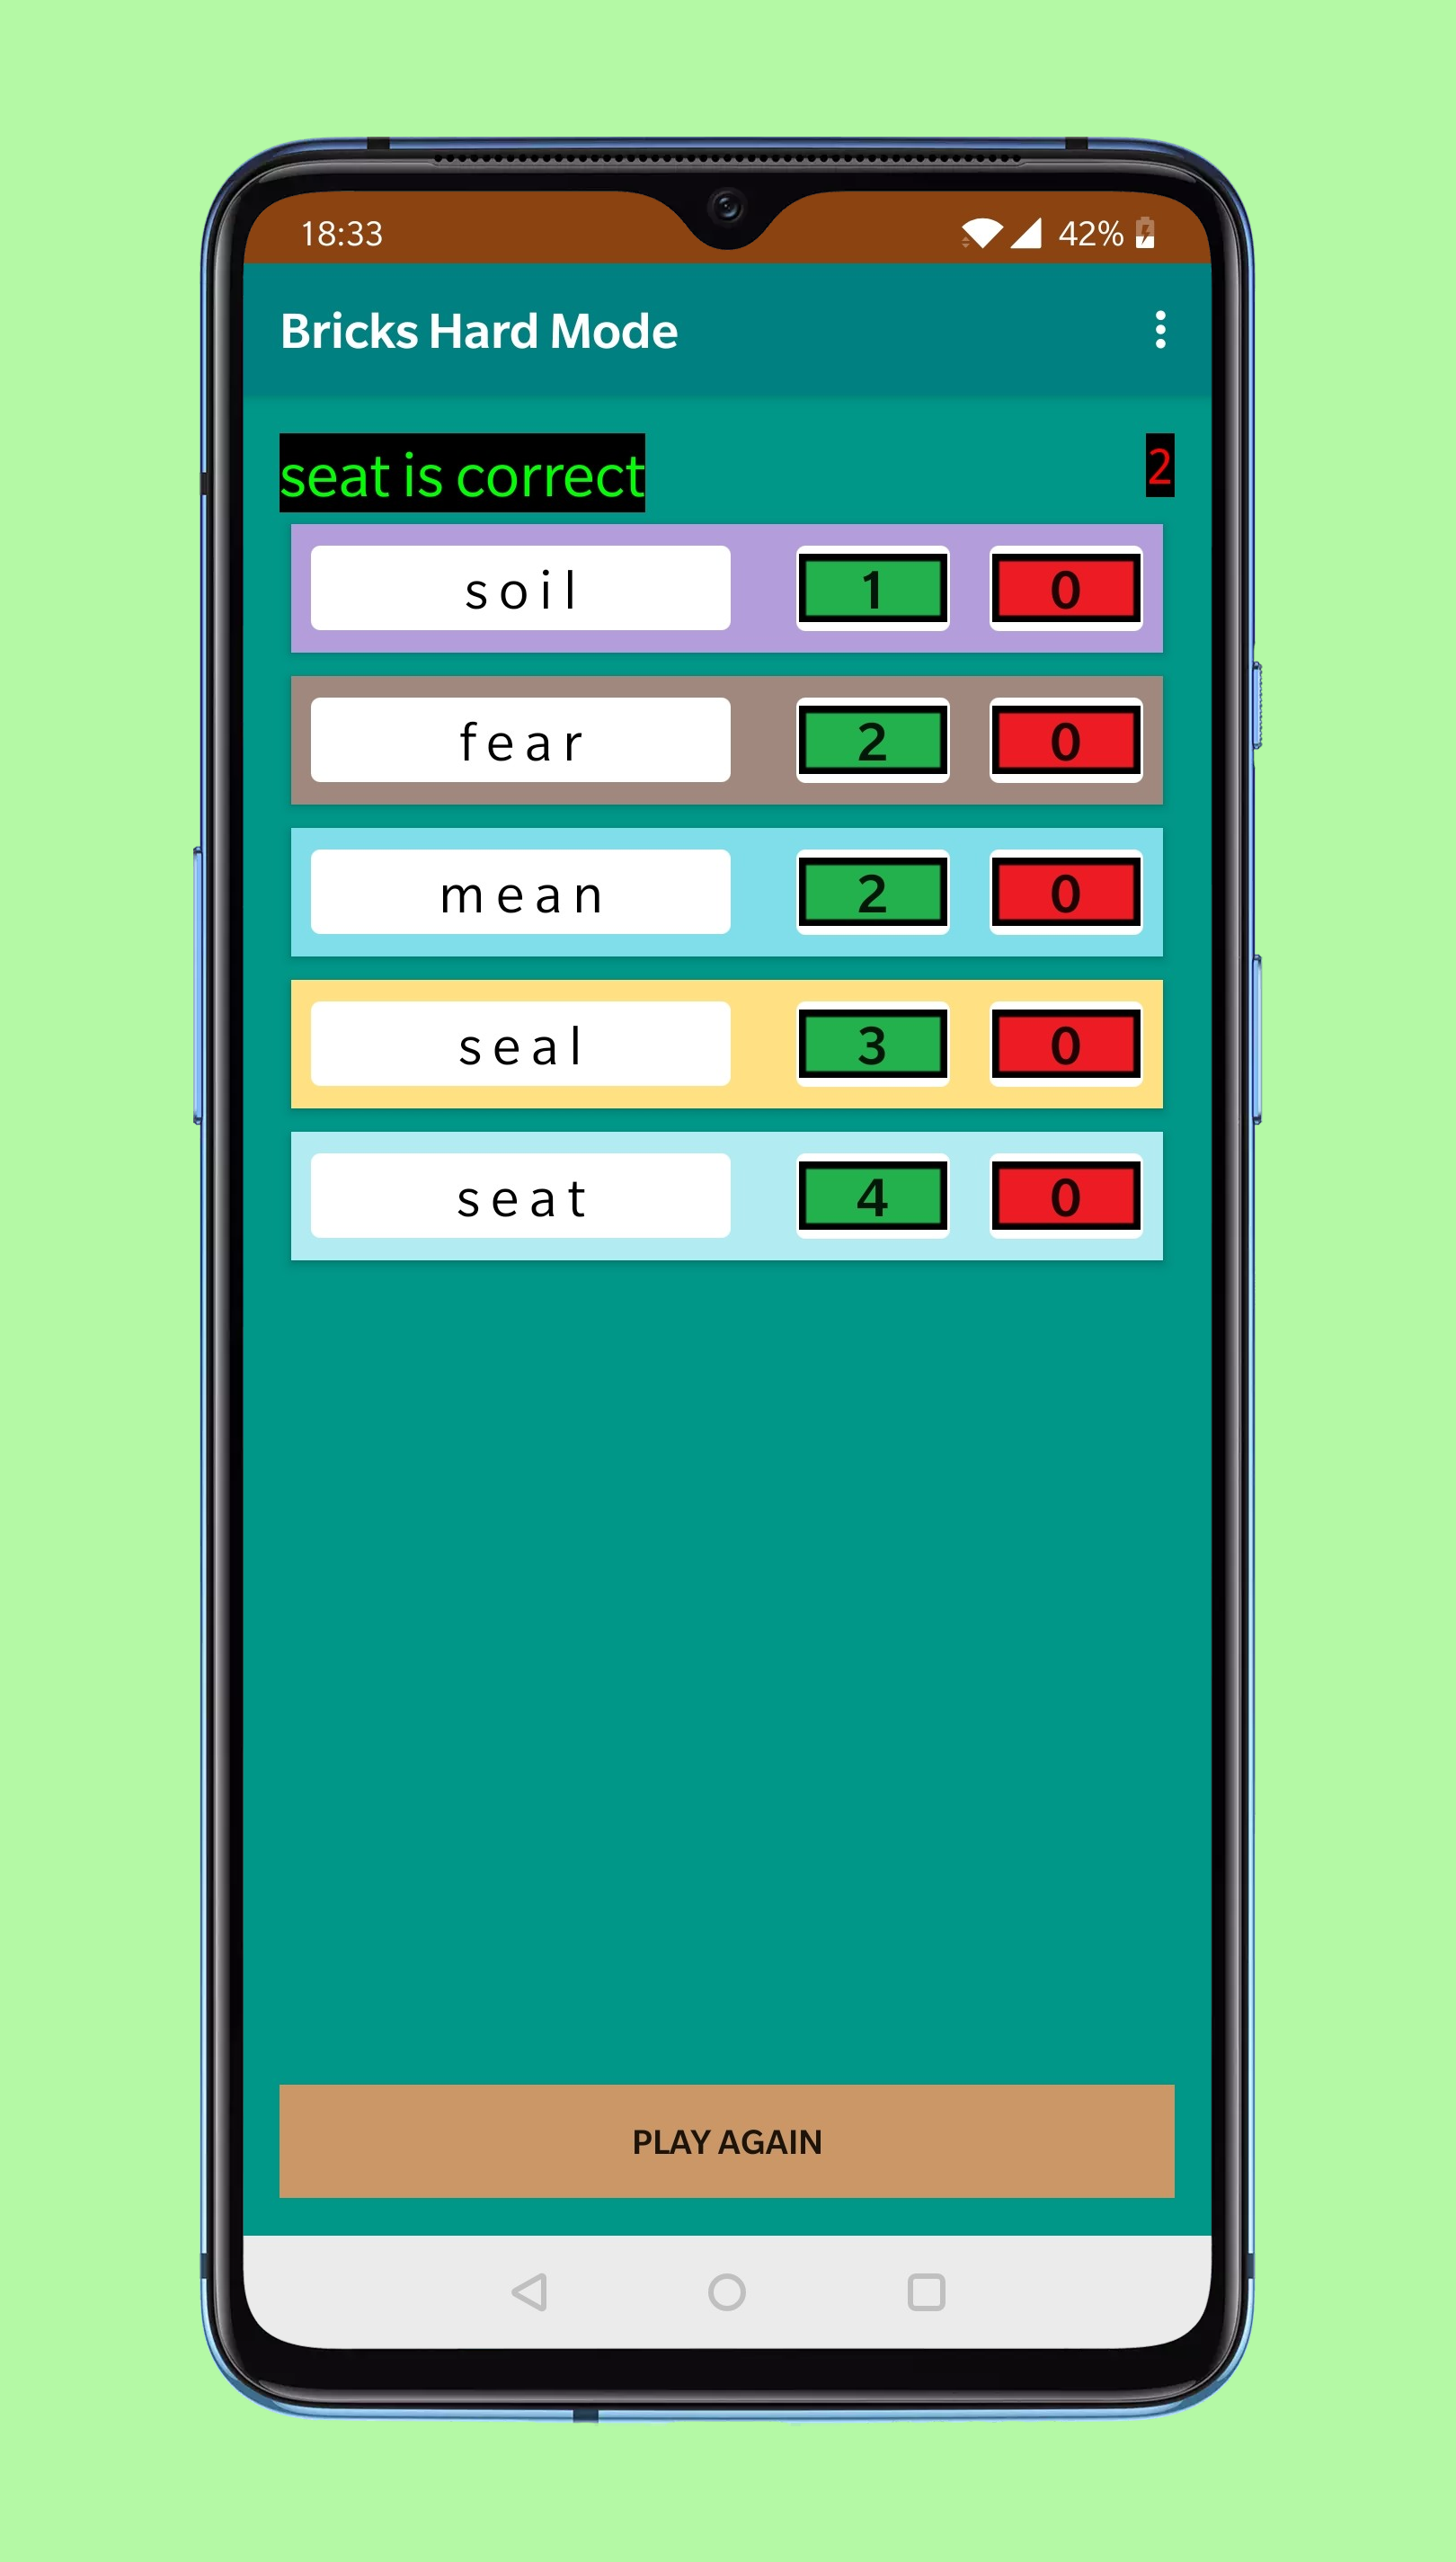 18:33 42%
Bricks Hard Mode
seat is correct 2
soil 1 0
fear 2 0
mean 2 0
seal 3 0
seat 4 0
PLAY AGAIN